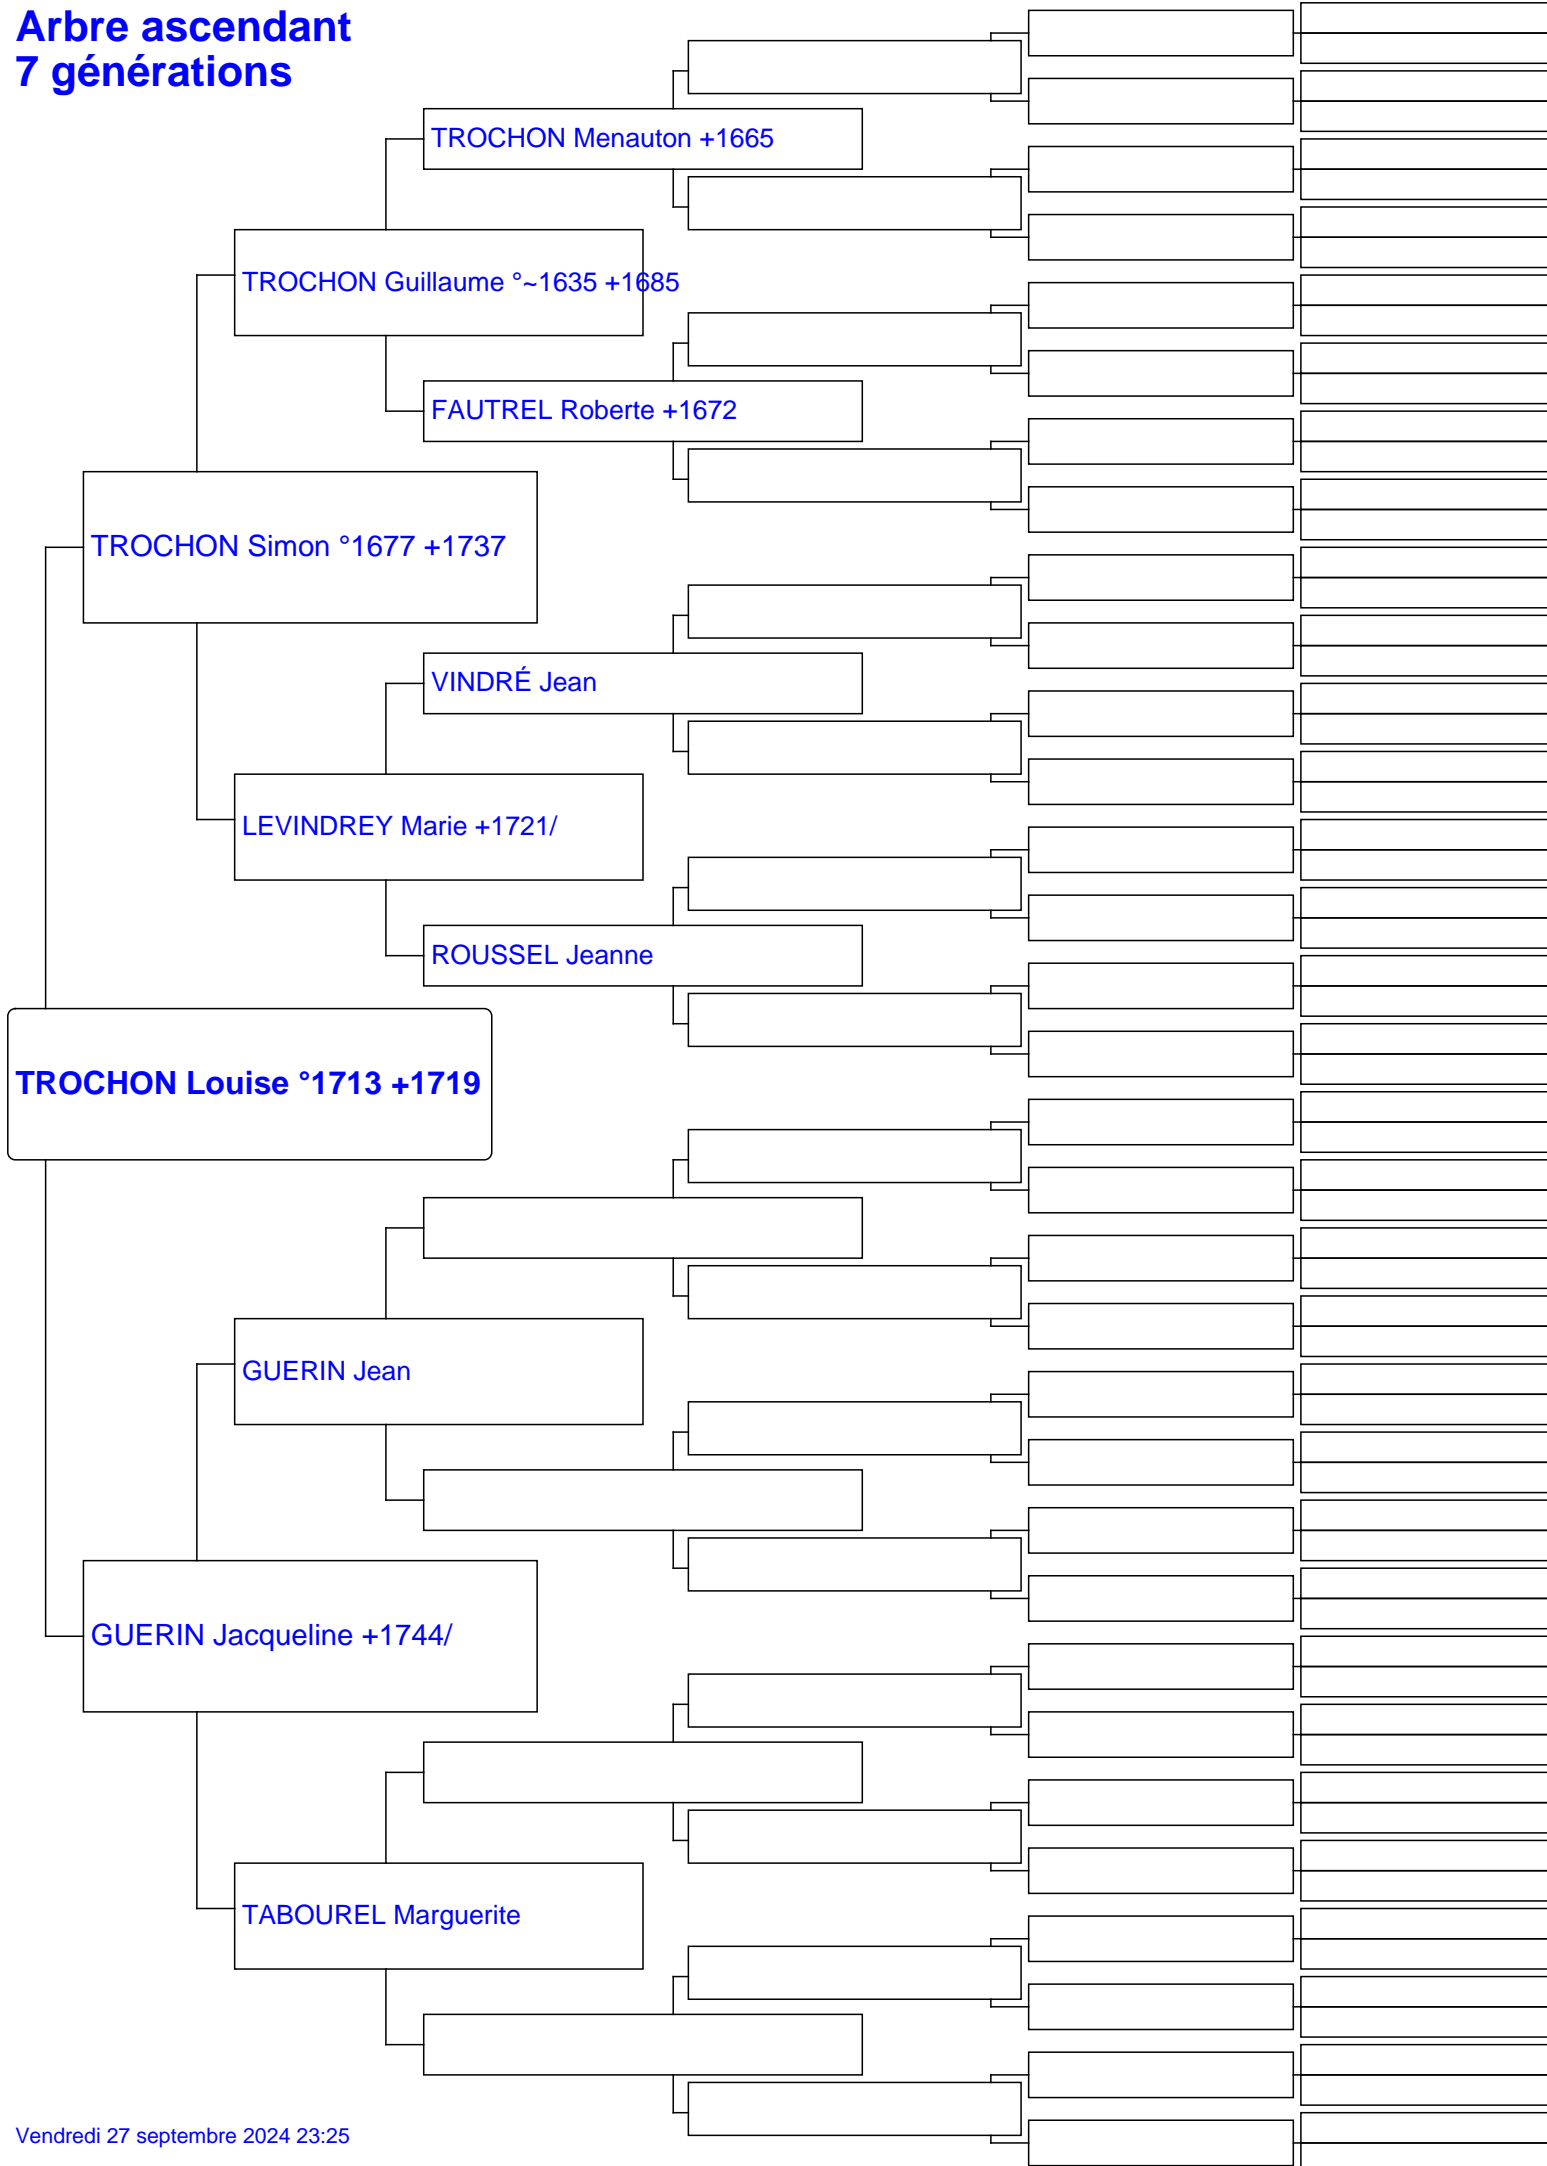 Arbre ascendant
7 générations
TROCHON Menauton +1665
TROCHON Guillaume °~1635 +1685
FAUTREL Roberte +1672
TROCHON Simon °1677 +1737
VINDRÉ Jean
LEVINDREY Marie +1721/
ROUSSEL Jeanne
TROCHON Louise °1713 +1719
GUERIN Jean
GUERIN Jacqueline +1744/
TABOUREL Marguerite
Vendredi 27 septembre 2024 23:25